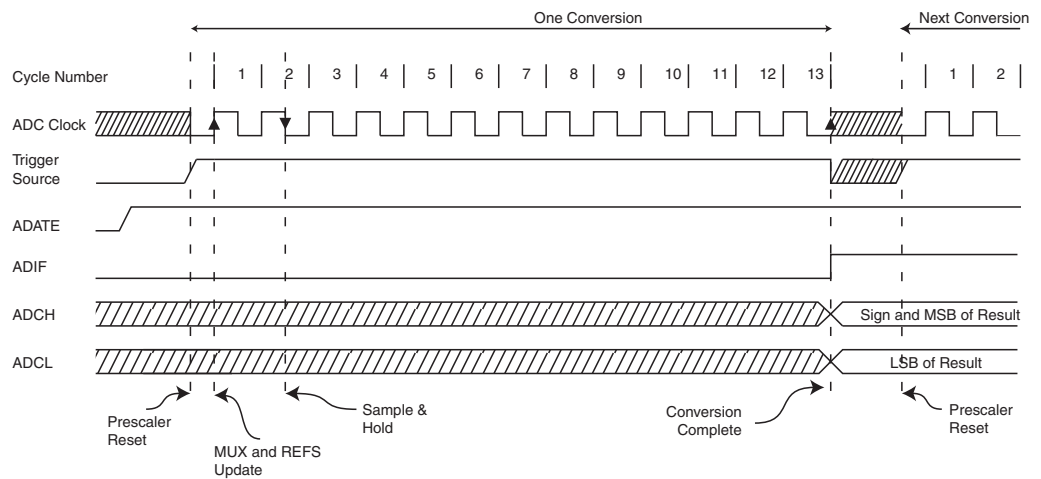 One Conversion
Next Conversion
Cycle Number
1 2 3 4 5 6 7 8 9 10 11 12 13 1 2
ADC Clock
Trigger
Source
ADATE
ADIF
ADCH
Sign and MSB of Result
ADCL
LSB of Result
Prescaler
Reset
MUX and REFS
Update
Sample &
Hold
Conversion
Complete
Prescaler
Reset